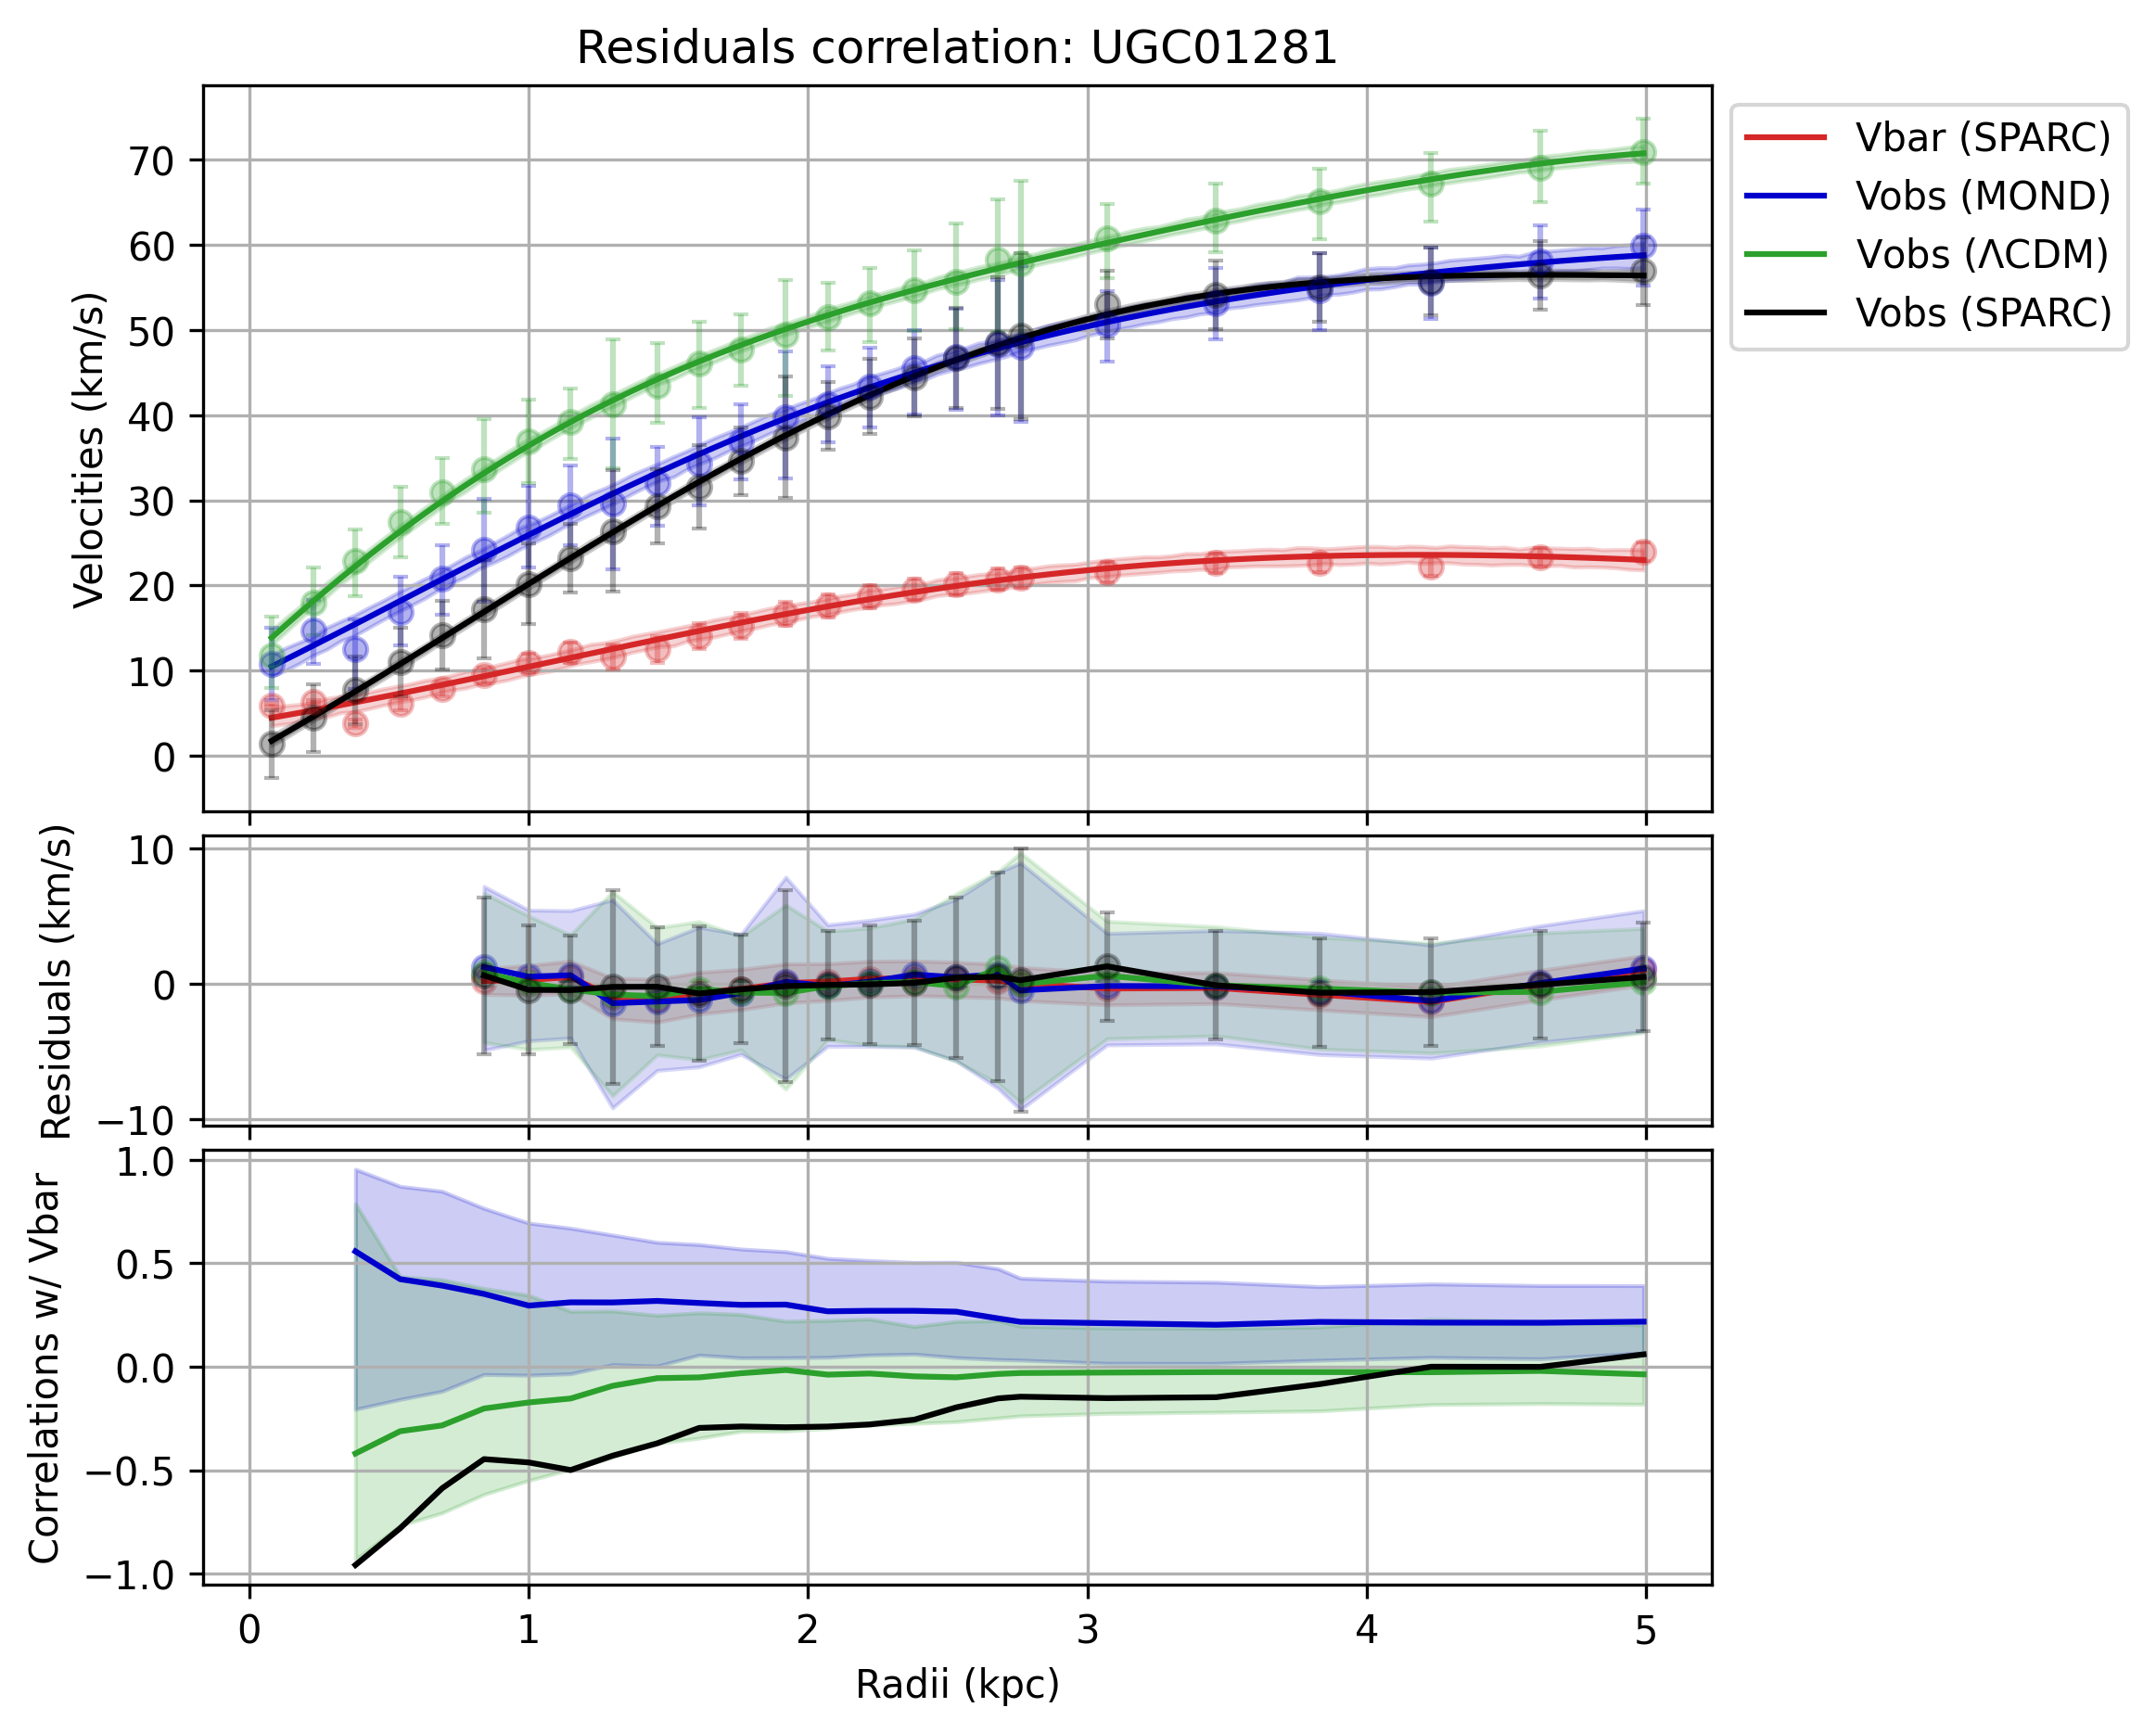 Residuals correlation: UGC01281
Velocities (km/s)
70
60
50
40
30
20
10
0
Vbar (SPARC)
Vobs (MOND)
Vobs (ΛCDM)
Vobs (SPARC)
Residuals (km/s)
10
0
−10
Correlations w/ Vbar
1.0
0.5
0.0
−0.5
−1.0
0 1 2 3 4 5
Radii (kpc)